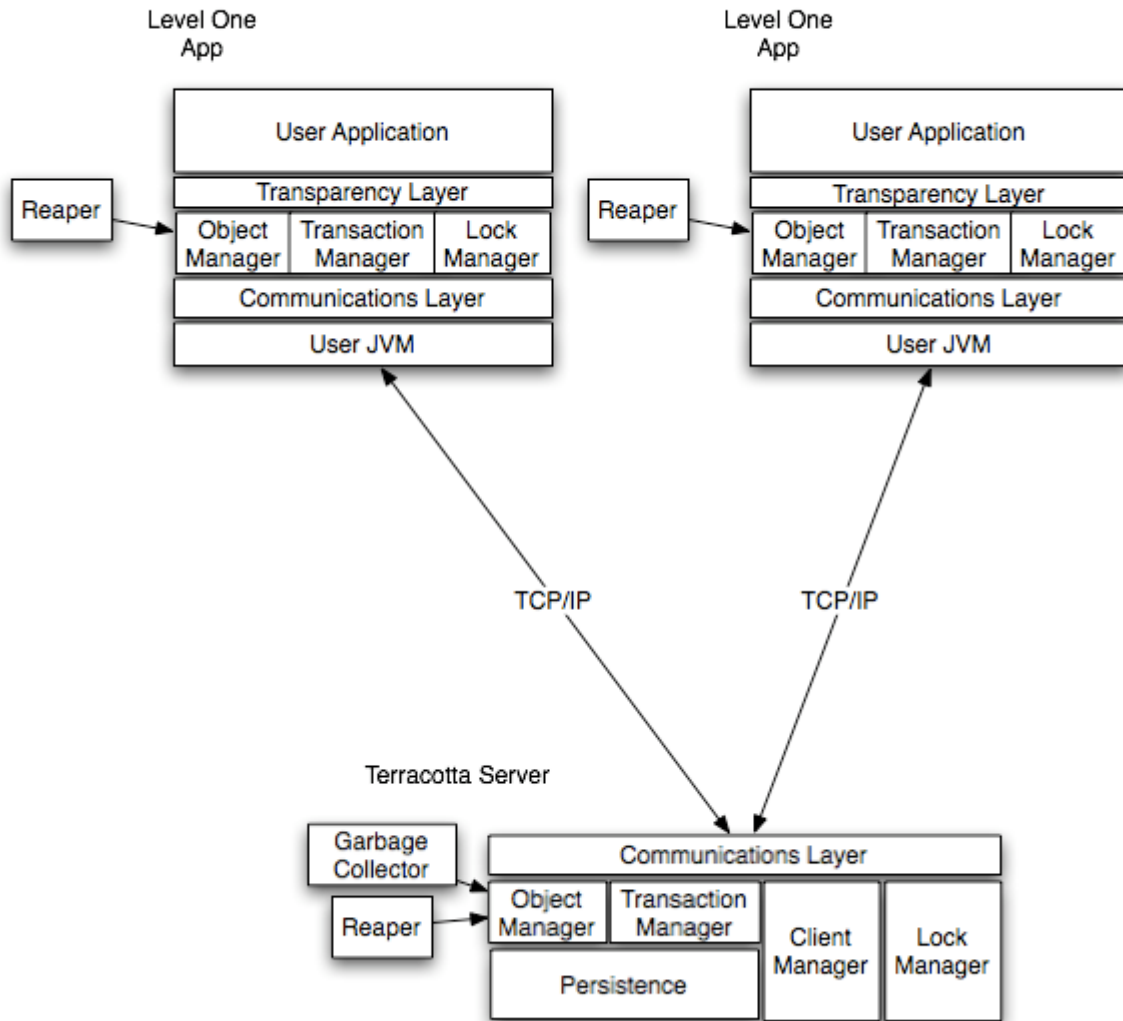 Level One
App
Level One
App
User Application
User Application
Reaper
Transparency Layer
Reaper
Transparency Layer
Object
Manager
Transaction
Manager
Lock
Manager
Object
Manager
Transaction
Manager
Lock
Manager
Communications Layer
Communications Layer
User JVM
User JVM
TCP/IP
TCP/IP
Terracotta Server
Garbage
Collector
Communications Layer
Reaper
Object
Manager
Transaction
Manager
Client
Manager
Lock
Manager
Persistence